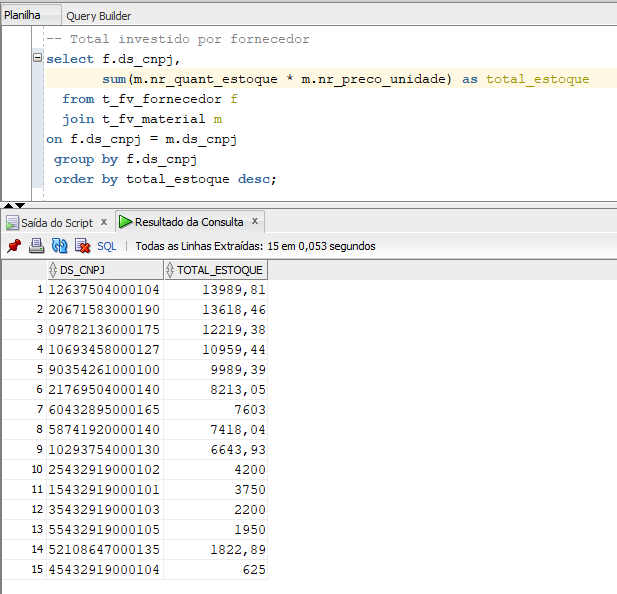 Planilha Query Builder
-- Total investido por fornecedor
select f.ds_cnpj,
sum(m.nr_quant_estoque * m.nr_preco_unidade) as total_estoque
from t_fv_fornecedor f
join t_fv_material m
on f.ds_cnpj = m.ds_cnpj
group by f.ds_cnpj
order by total_estoque desc;
Saída do Script x Resultado da Consulta x
SQL | Todas as Linhas Extraídas: 15 em 0,053 segundos
DS_CNPJ TOTAL_ESTOQUE
1 12637504000104 13989,81
2 20671583000190 13618,46
3 09782136000175 12219,38
4 10693458000127 10959,44
5 90354261000100 9989,39
6 21769504000140 8213,05
7 60432895000165 7603
8 58741920000140 7418,04
9 10293754000130 6643,93
10 25432919000102 4200
11 15432919000101 3750
12 35432919000103 2200
13 55432919000105 1950
14 52108647000135 1822,89
15 45432919000104 625